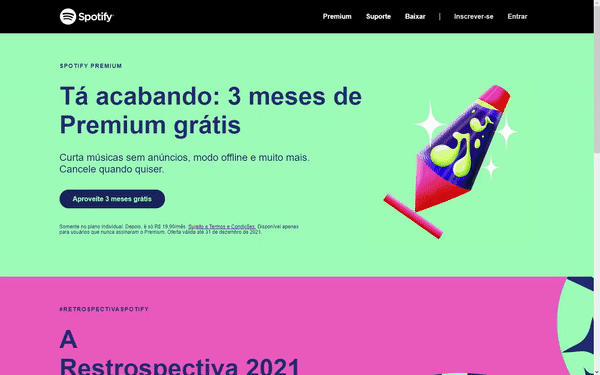 Spotify
Premium Suporte Baixar | Inscrever-se Entrar
SPOTIFY PREMIUM
Tá acabando: 3 meses de
Premium grátis
Curta músicas sem anúncios, modo offline e muito mais.
Cancele quando quiser.
Aproveite 3 meses grátis
Somente no plano Individual. Depois, é só R$ 19,90/mês. Sujeito a Termos e Condições. Disponível apenas
para usuários que nunca assinaram o Premium. Oferta válida até 31 de dezembro de 2021.
#RETROSPECTIVASPOTIFY
A
Restrospectiva 2021